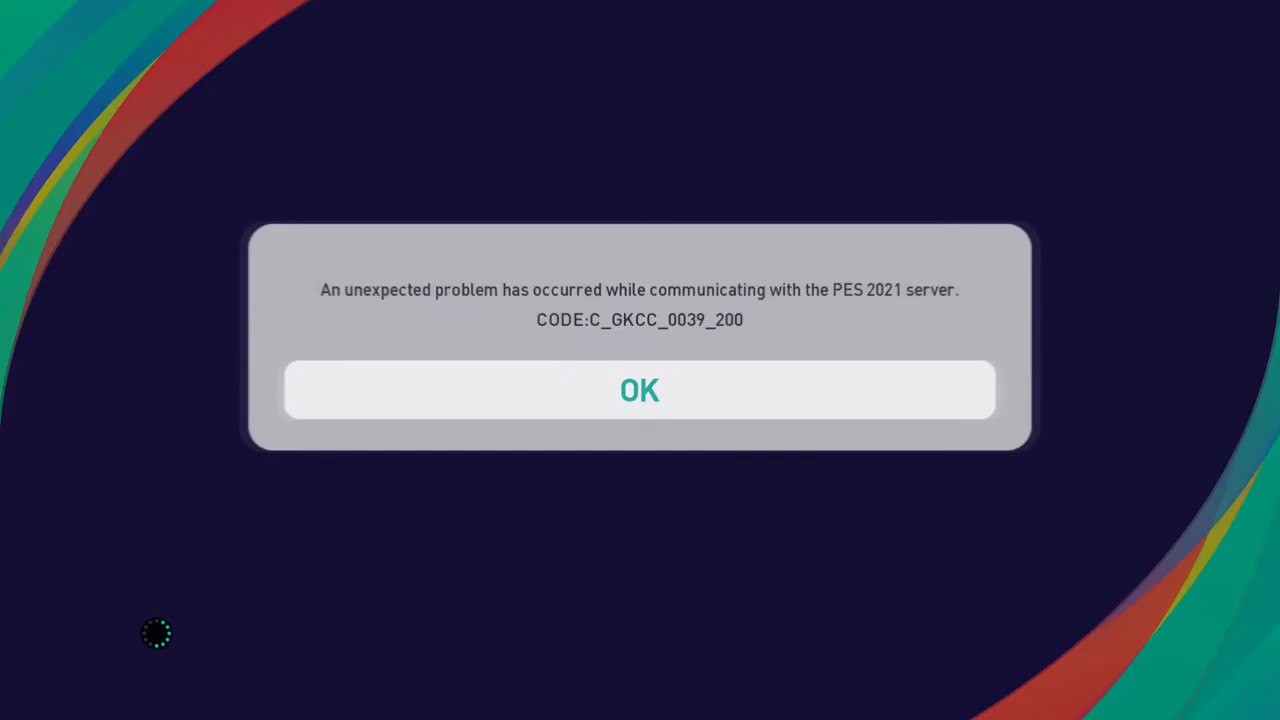 An unexpected problem has occurred while communicating with the PES 2021 server.
CODE:C_GKCC_0039_200
OK